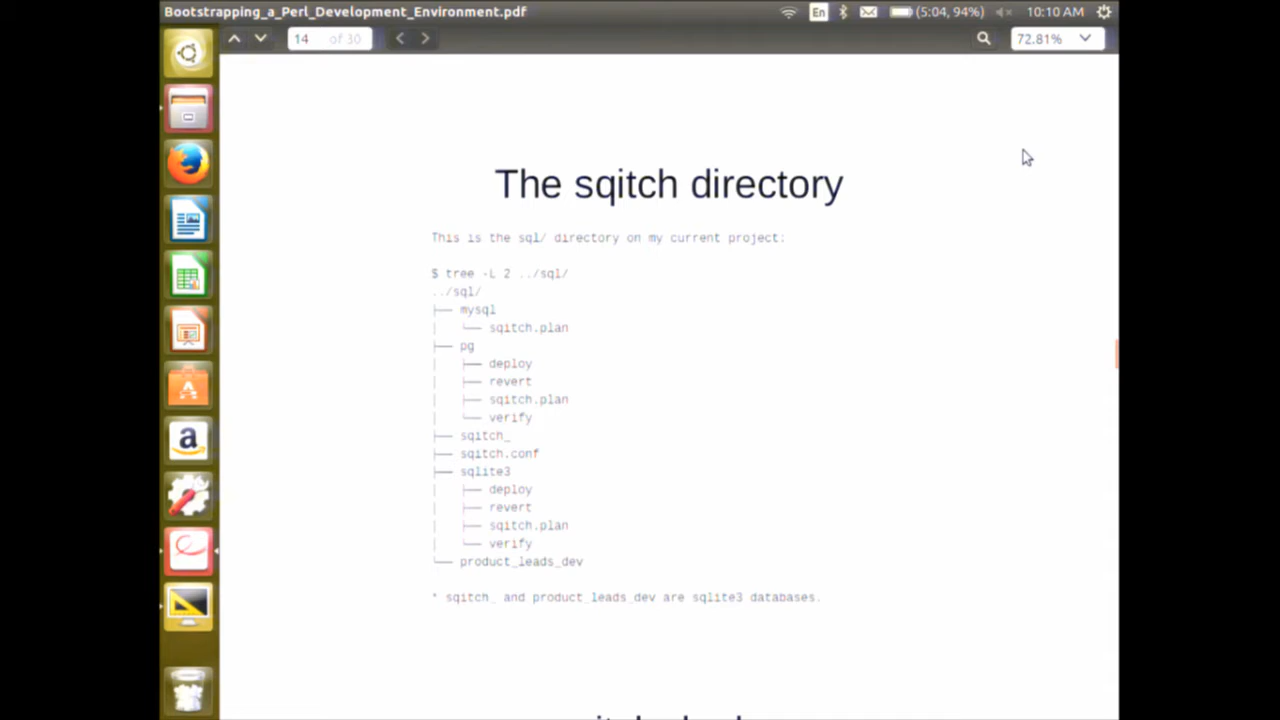 Bootstrapping_a_Perl_Development_Environment.pdf
En
(5:04, 94%)
10:10 AM
14 of 30
72.81%
The sqitch directory
This is the sql/ directory on my current project:
$ tree -L 2 ../sql/
../sql/
├── mysql
│   └── sqitch.plan
├── pg
│   ├── deploy
│   ├── revert
│   ├── sqitch.plan
│   └── verify
├── sqitch_
├── sqitch.conf
├── sqlite3
│   ├── deploy
│   ├── revert
│   ├── sqitch.plan
│   └── verify
└── product_leads_dev
* sqitch_ and product_leads_dev are sqlite3 databases.